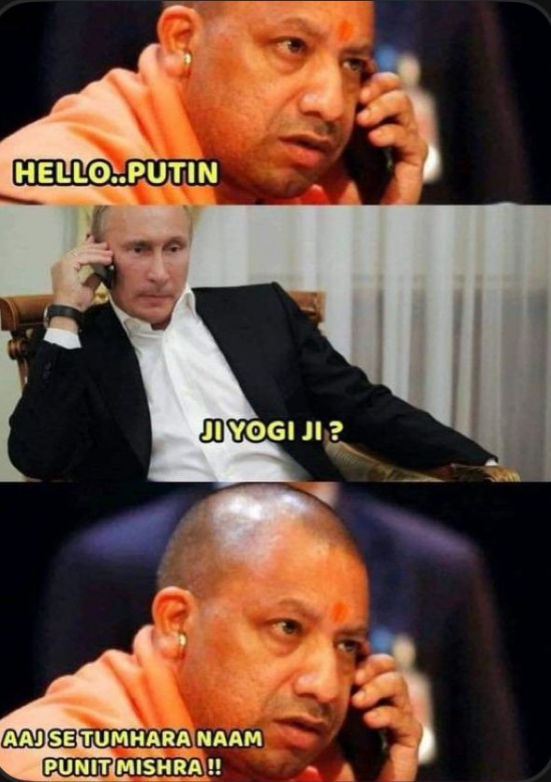 HELLO..PUTIN
JI YOGI JI ?
AAJ SE TUMHARA NAAM
PUNIT MISHRA !!